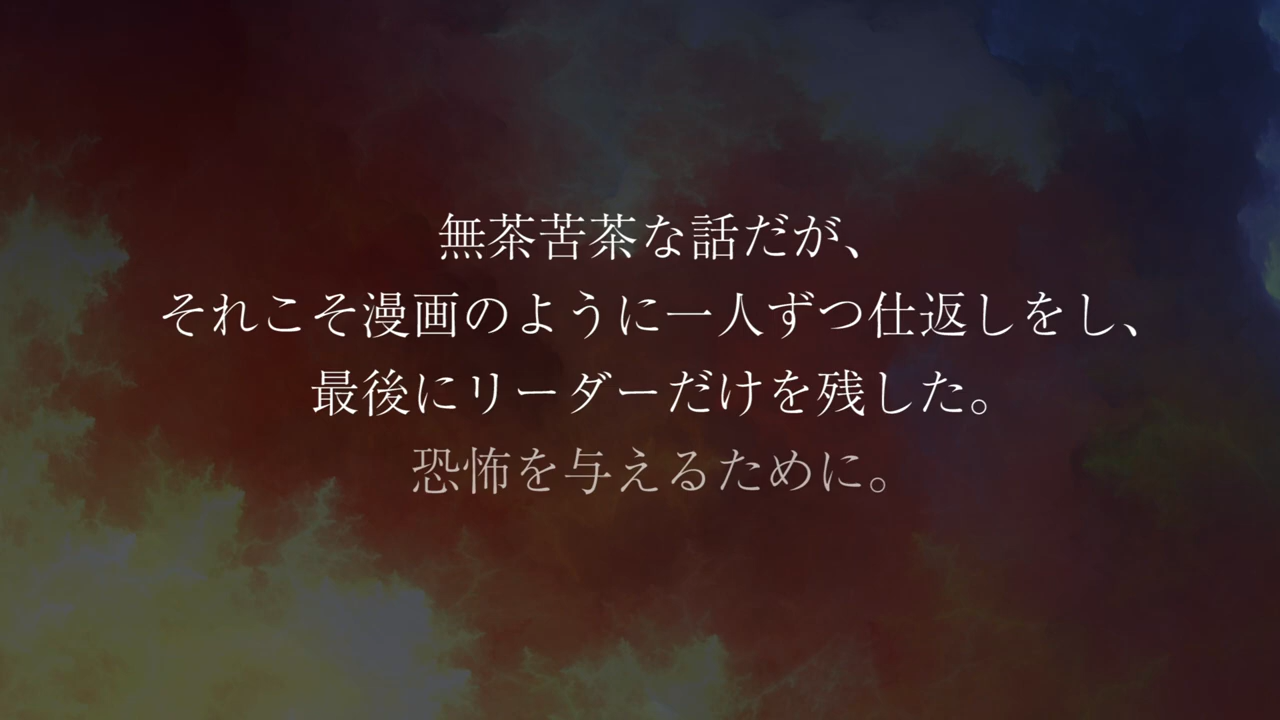 無茶苦茶な話だが、
それこそ漫画のように一人ずつ仕返しをし、
最後にリーダーだけを残した。
恐怖を与えるために。